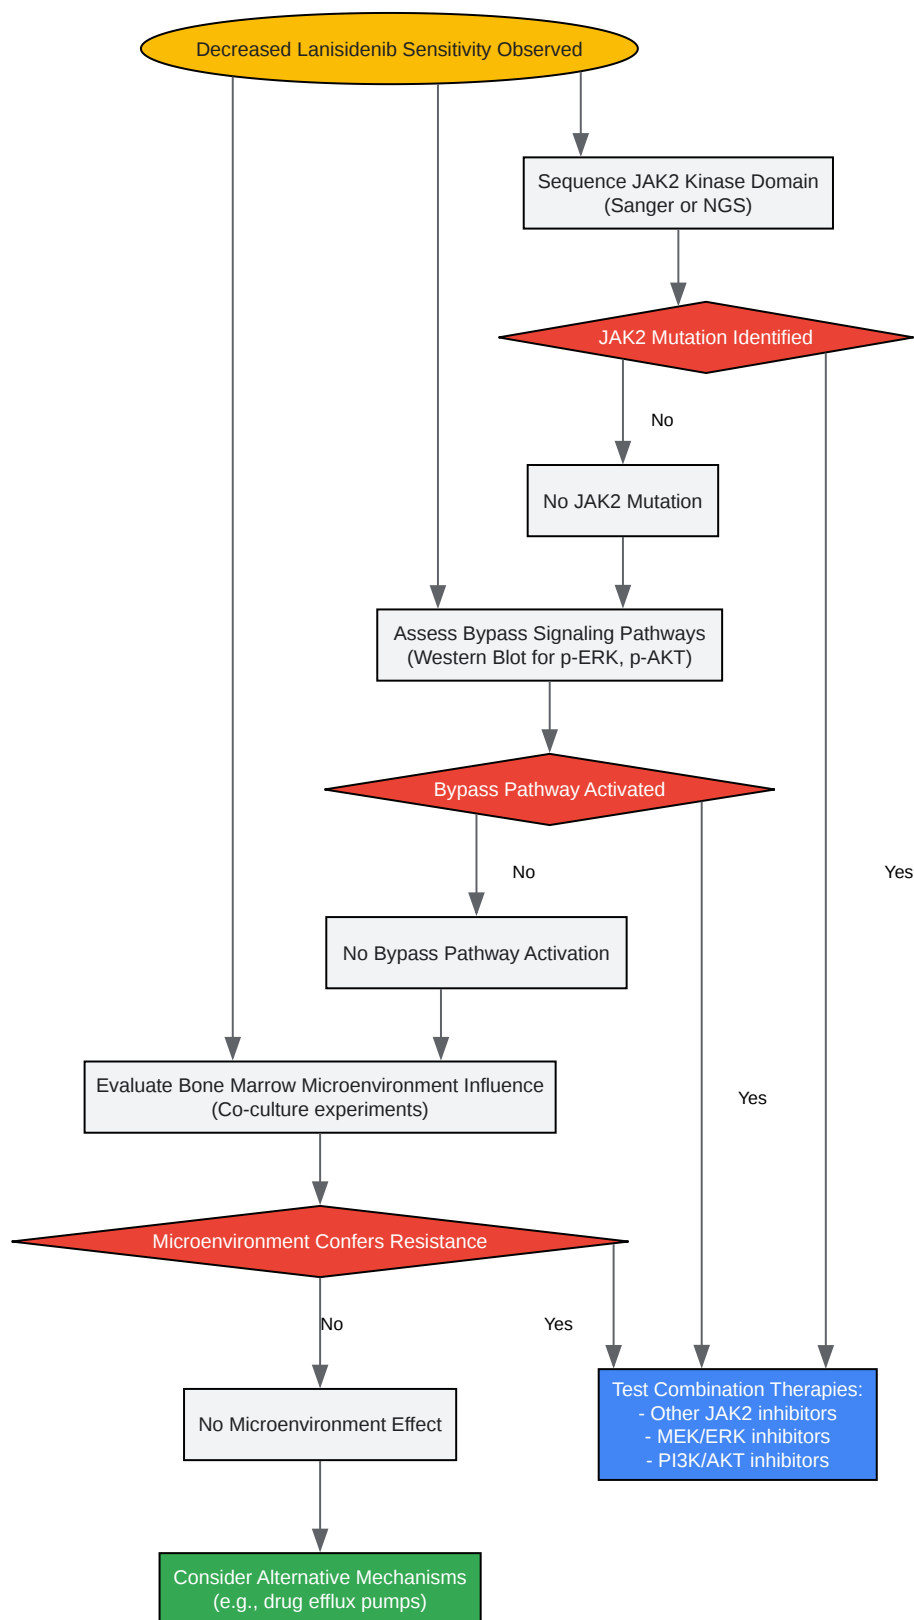 Decreased Lanisidenib Sensitivity Observed
Sequence JAK2 Kinase Domain
(Sanger or NGS)
JAK2 Mutation Identified
No
No JAK2 Mutation
Assess Bypass Signaling Pathways
(Western Blot for p-ERK, p-AKT)
Bypass Pathway Activated
No
Yes
No Bypass Pathway Activation
Evaluate Bone Marrow Microenvironment Influence
(Co-culture experiments)
Yes
Microenvironment Confers Resistance
No
Yes
Test Combination Therapies:
- Other JAK2 inhibitors
- MEK/ERK inhibitors
- PI3K/AKT inhibitors
No Microenvironment Effect
Consider Alternative Mechanisms
(e.g., drug efflux pumps)